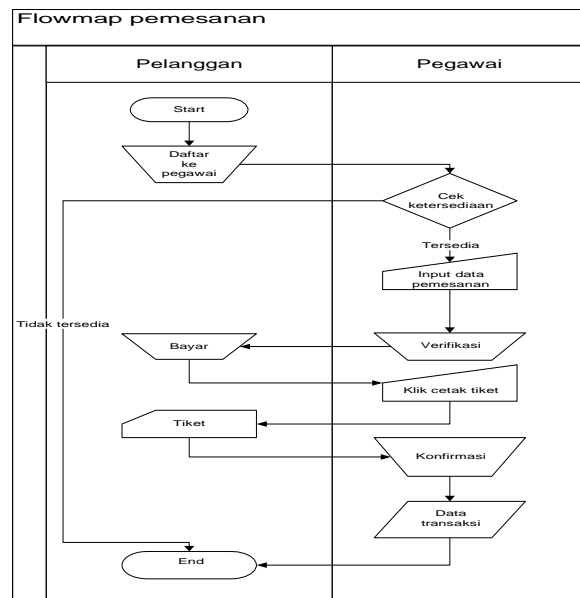 Flowmap pemesanan
Pelanggan
Pegawai
Start
Daftar
ke
pegawai
Cek
ketersediaan
Tersedia
Input data
pemesanan
Tidak tersedia
Bayar
Verifikasi
Klik cetak tiket
Tiket
Konfirmasi
Data
transaksi
End